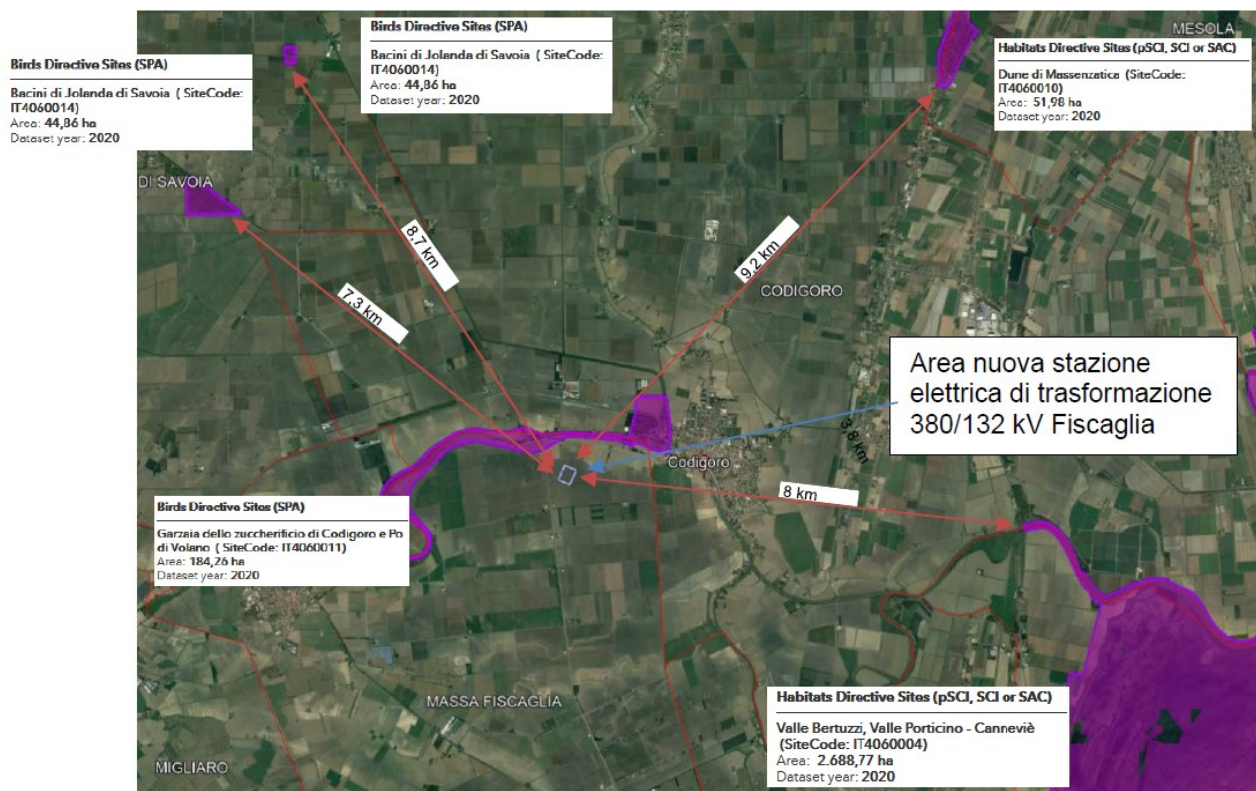 Birds Directive Sites (SPA)
Bacini di Jolanda di Savoia ( SiteCode:
IT4060014)
Area: 44,86 ha
Dataset year: 2020
Birds Directive Sites (SPA)
Bacini di Jolanda di Savoia ( SiteCode:
IT4060014)
Area: 44,86 ha
Dataset year: 2020
MESOLA
Habitats Directive Sites (pSCI, SCI or SAC)
Dune di Massenzatica (SiteCode:
IT4060010)
Area: 51,98 ha
Dataset year: 2020
DI SAVOIA
8,7 km
7,3 km
9,2 km
CODIGORO
Area nuova stazione
elettrica di trasformazione
380/132 kV Fiscaglia
3,8 km
Codigoro
8 km
Birds Directive Sites (SPA)
Garzaia dello zuccherificio di Codigoro e Po
di Volano ( SiteCode: IT4060011)
Area: 184,26 ha
Dataset year: 2020
MASSA FISCAGLIA
Habitats Directive Sites (pSCI, SCI or SAC)
Valle Bertuzzi, Valle Porticino - Canneviè
(SiteCode: IT4060004)
Area: 2.688,77 ha
Dataset year: 2020
MIGLIARO